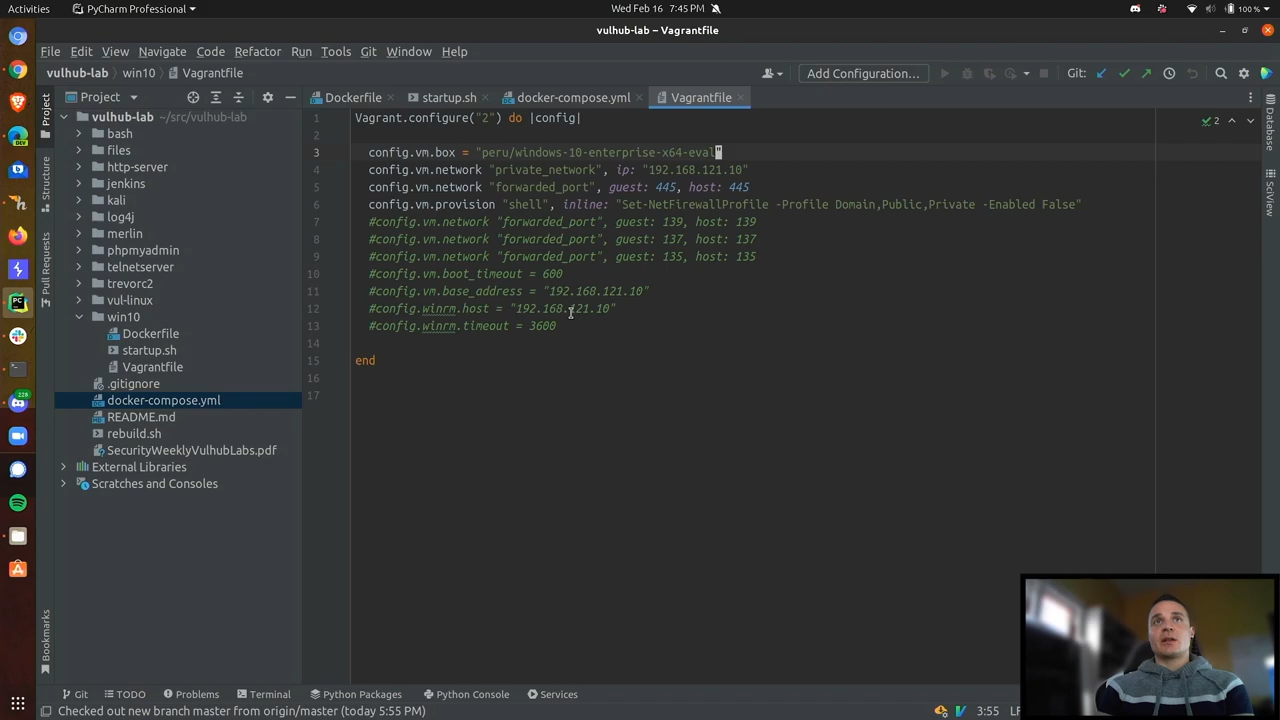 Activities
PyCharm Professional
Wed Feb 16 7:45 PM
100 %
vulhub-lab – Vagrantfile
File Edit View Navigate Code Refactor Run Tools Git Window Help
vulhub-lab win10 Vagrantfile
Add Configuration...
Git:
Project
Dockerfile
startup.sh
docker-compose.yml
Vagrantfile
Project
Structure
Pull Requests
Bookmarks
vulhub-lab ~/src/vulhub-lab
bash
files
http-server
jenkins
kali
log4j
merlin
phpmyadmin
telnetserver
trevorc2
vul-linux
win10
Dockerfile
startup.sh
Vagrantfile
.gitignore
docker-compose.yml
README.md
rebuild.sh
SecurityWeeklyVulhubLabs.pdf
External Libraries
Scratches and Consoles
228
1 Vagrant.configure("2") do |config|
2
3 config.vm.box = "peru/windows-10-enterprise-x64-eval"
4 config.vm.network "private_network", ip: "192.168.121.10"
5 config.vm.network "forwarded_port", guest: 445, host: 445
6 config.vm.provision "shell", inline: "Set-NetFirewallProfile -Profile Domain,Public,Private -Enabled False"
7 #config.vm.network "forwarded_port", guest: 139, host: 139
8 #config.vm.network "forwarded_port", guest: 137, host: 137
9 #config.vm.network "forwarded_port", guest: 135, host: 135
10 #config.vm.boot_timeout = 600
11 #config.vm.base_address = "192.168.121.10"
12 #config.winrm.host = "192.168.121.10"
13 #config.winrm.timeout = 3600
14
15 end
16
17
2
Database
SciView
Git TODO Problems Terminal Python Packages Python Console Services
Checked out new branch master from origin/master (today 5:55 PM)
3:55 LF